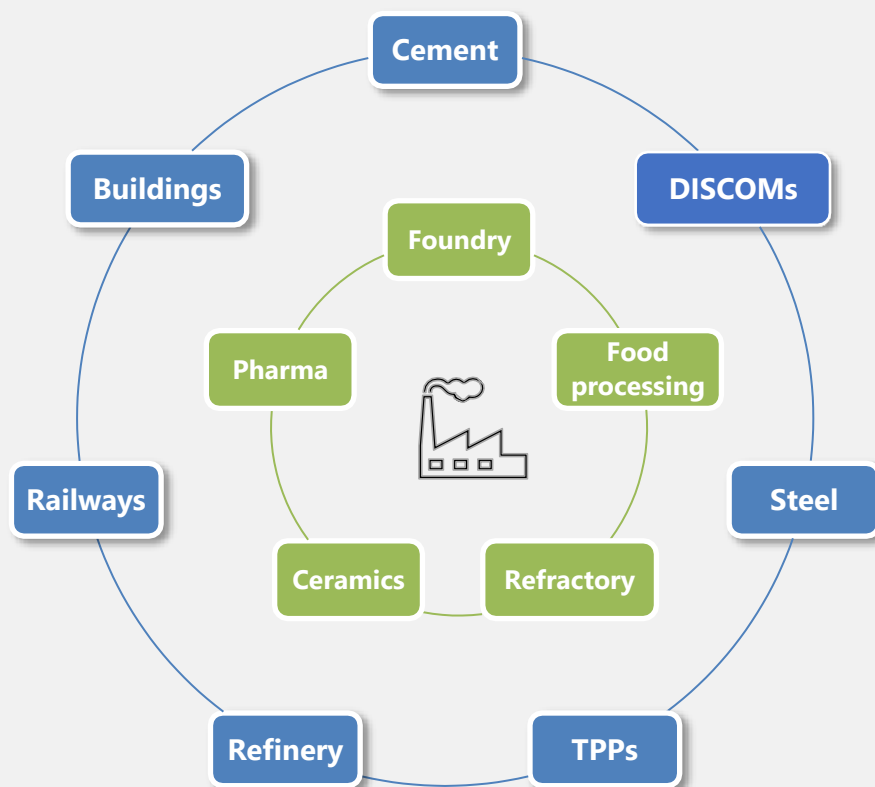 Cement
Buildings
DISCOMs
Foundry
Pharma
Food
processing
Railways
Steel
Ceramics
Refractory
Refinery
TPPs